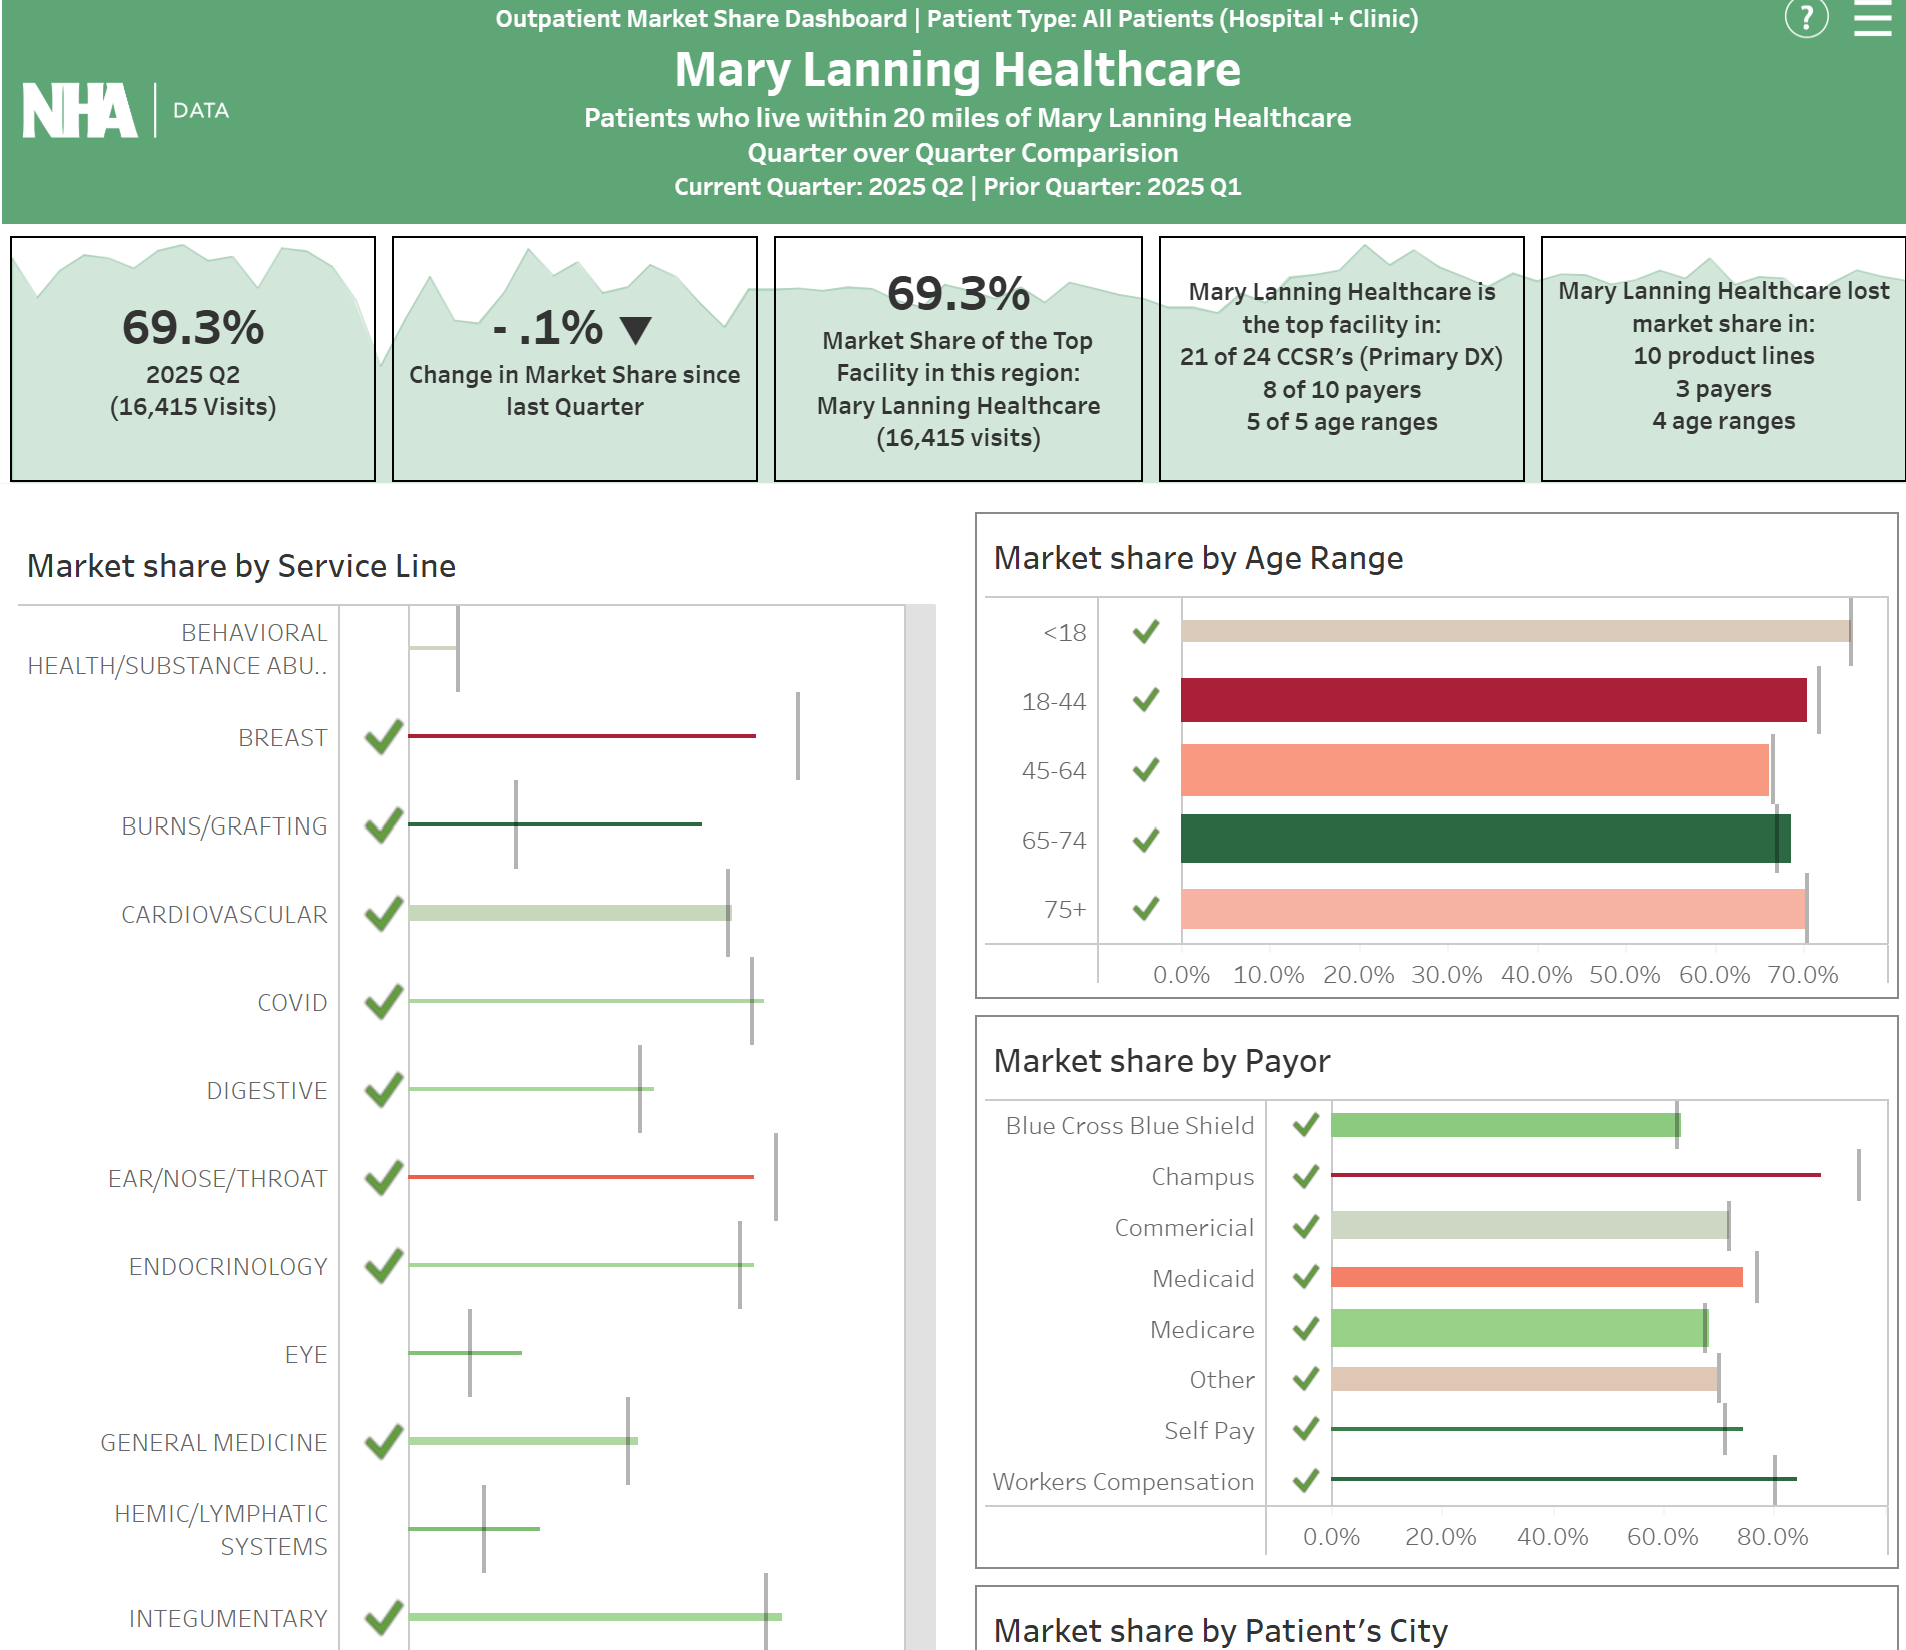 Outpatient Market Share Dashboard | Patient Type: All Patients (Hospital + Clinic)
?
Mary Lanning Healthcare
NHA | DATA
Patients who live within 20 miles of Mary Lanning Healthcare
Quarter over Quarter Comparision
Current Quarter: 2025 Q2 | Prior Quarter: 2025 Q1
69.3%
2025 Q2
(16,415 Visits)
- .1% ▼
Change in Market Share since
last Quarter
69.3%
Market Share of the Top
Facility in this region:
Mary Lanning Healthcare
(16,415 visits)
Mary Lanning Healthcare is
the top facility in:
21 of 24 CCSR's (Primary DX)
8 of 10 payers
5 of 5 age ranges
Mary Lanning Healthcare lost
market share in:
10 product lines
3 payers
4 age ranges
Market share by Service Line
BEHAVIORAL
HEALTH/SUBSTANCE ABU..
BREAST
BURNS/GRAFTING
CARDIOVASCULAR
COVID
DIGESTIVE
EAR/NOSE/THROAT
ENDOCRINOLOGY
EYE
GENERAL MEDICINE
HEMIC/LYMPHATIC
SYSTEMS
INTEGUMENTARY
Market share by Age Range
<18
18-44
45-64
65-74
75+
0.0% 10.0% 20.0% 30.0% 40.0% 50.0% 60.0% 70.0%
Market share by Payor
Blue Cross Blue Shield
Champus
Commericial
Medicaid
Medicare
Other
Self Pay
Workers Compensation
0.0% 20.0% 40.0% 60.0% 80.0%
Market share by Patient's City